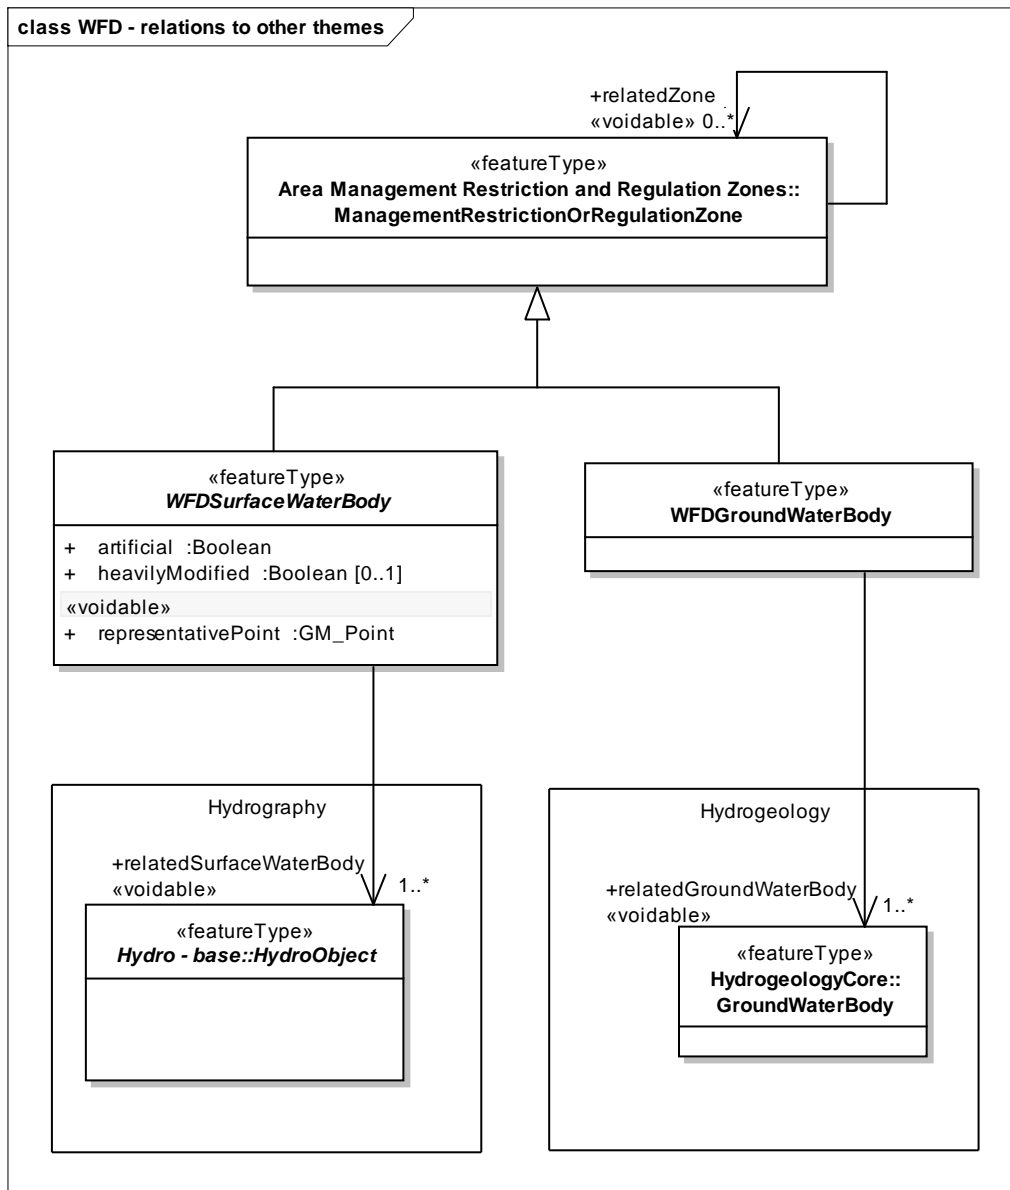 class WFD - relations to other themes
+relatedZone
«voidable» 0..*
«featureType»
Area Management Restriction and Regulation Zones::
ManagementRestrictionOrRegulationZone
«featureType»
WFDSurfaceWaterBody
+ artificial :Boolean
+ heavilyModified :Boolean [0..1]
«voidable»
+ representativePoint :GM_Point
«featureType»
WFDGroundWaterBody
Hydrography
+relatedSurfaceWaterBody
«voidable»
1..*
«featureType»
Hydro - base::HydroObject
Hydrogeology
+relatedGroundWaterBody
«voidable»
1..*
«featureType»
HydrogeologyCore::
GroundWaterBody